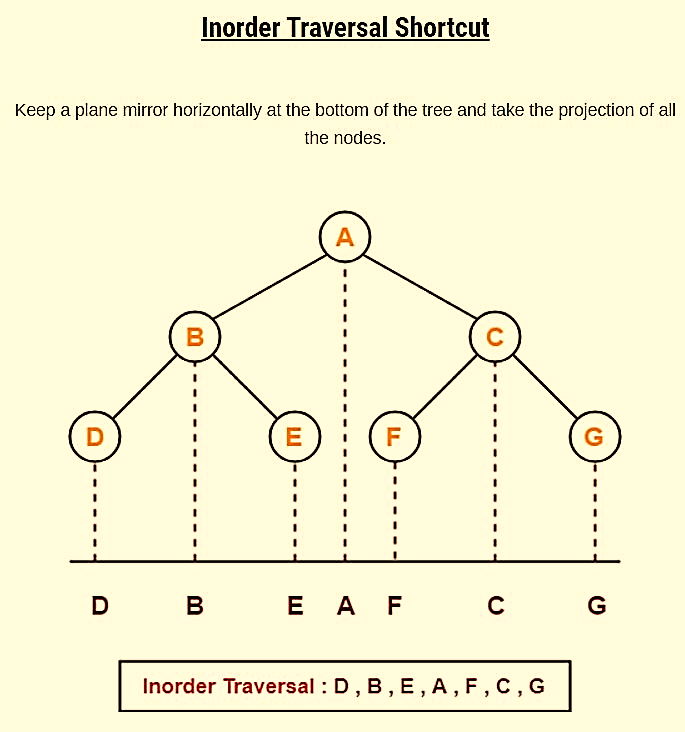 Inorder Traversal Shortcut
Keep a plane mirror horizontally at the bottom of the tree and take the projection of all
the nodes.
A
B C
D E F G
D B E A F C G
Inorder Traversal : D , B , E , A , F , C , G